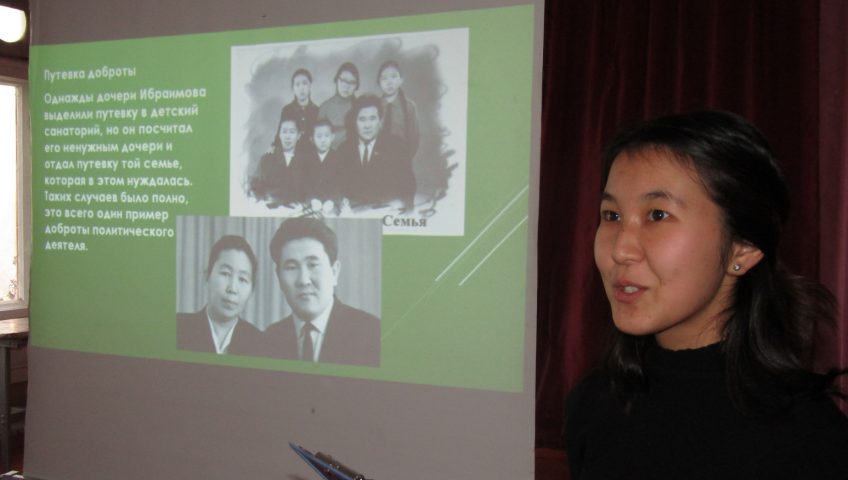 Путевка доброты
Однажды дочери Ибраимова
выделили путевку в детский
санаторий, но он посчитал
его ненужным дочери и
отдал путевку той семье,
которая в этом нуждалась.
Таких случаев было полно,
это всего один пример
доброты политического
деятеля.
Семья